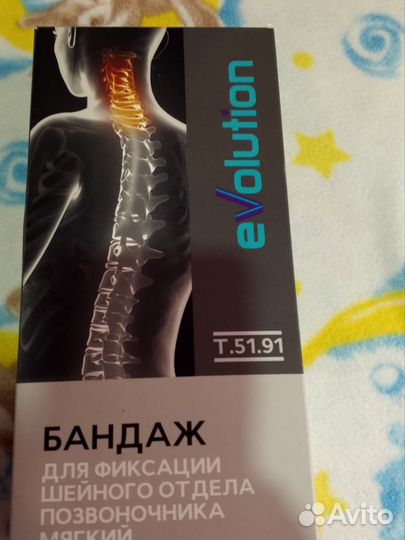 evolution
Т.51.91
БАНДАЖ
ДЛЯ ФИКСАЦИИ
ШЕЙНОГО ОТДЕЛА
ПОЗВОНОЧНИКА
МЯГКИЙ
Avito